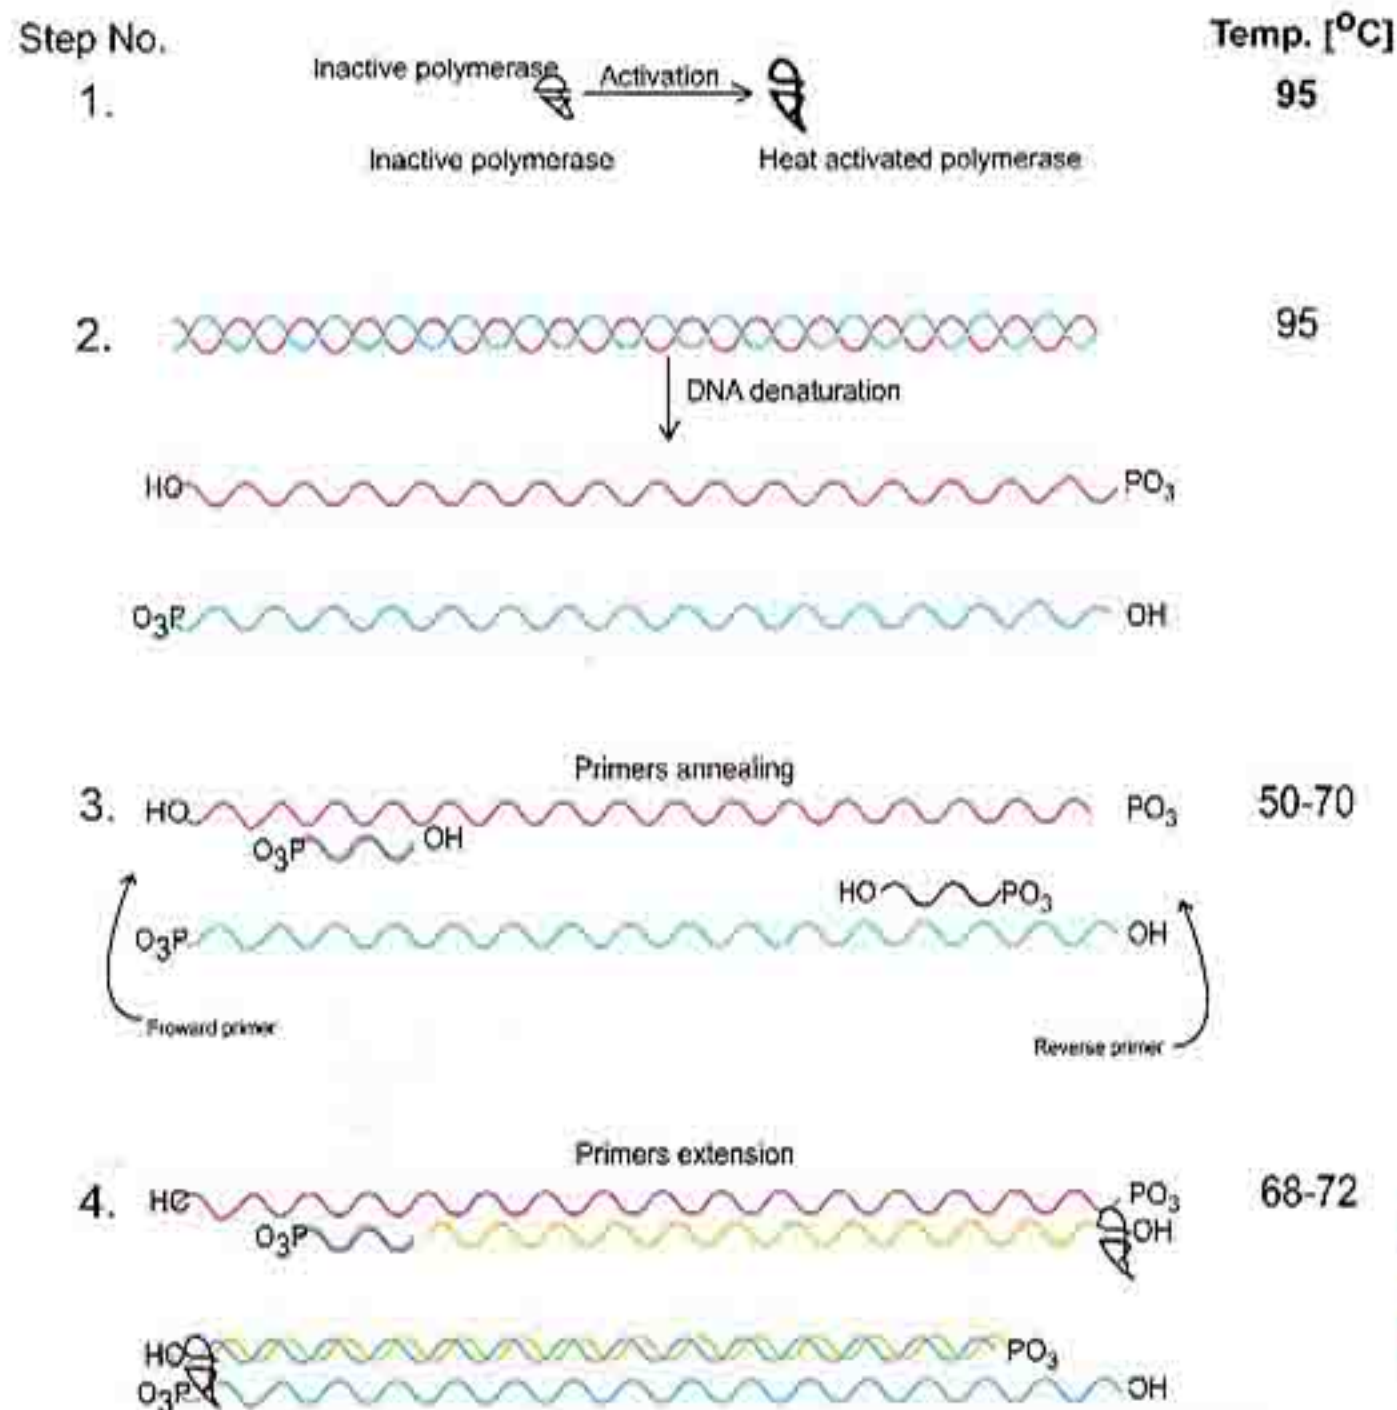 Step No.
Temp. [°C]
1.
Inactive polymerase
Activation
95
Inactive polymerase
Heat activated polymerase
2.
95
DNA denaturation
HO
PO₃
O₃P
OH
Primers annealing
3.
HO
PO₃
50-70
O₃P
OH
HO
PO₃
O₃P
OH
Froward primer
Reverse primer
Primers extension
4.
HO
PO₃
68-72
O₃P
OH
HO
PO₃
O₃P
OH